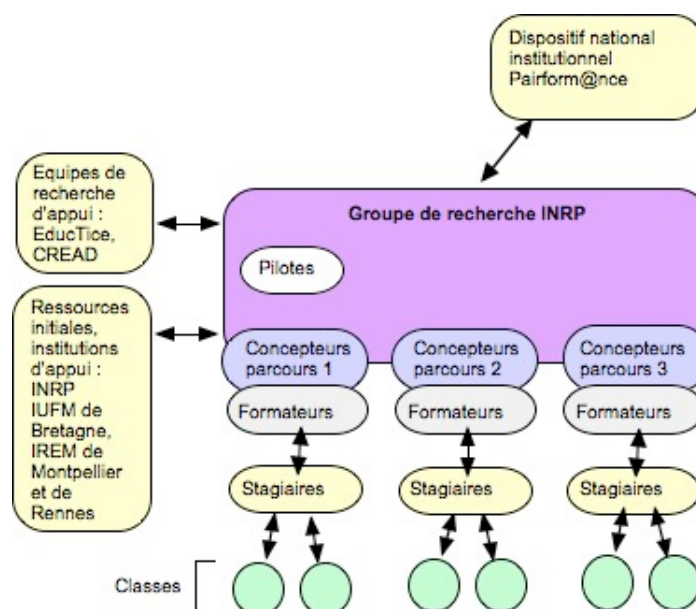 Dispositif national
institutionnel
Pairform@nce
Equipes de
recherche
d'appui :
EducTice,
CREAD
Groupe de recherche INRP
Pilotes
Ressources
initiales,
institutions
d'appui :
INRP
IUFM de
Bretagne,
IREM de
Montpellier
et de
Rennes
Concepteurs
parcours 1
Concepteurs
parcours 2
Concepteurs
parcours 3
Formateurs
Formateurs
Formateurs
Stagiaires
Stagiaires
Stagiaires
Classes